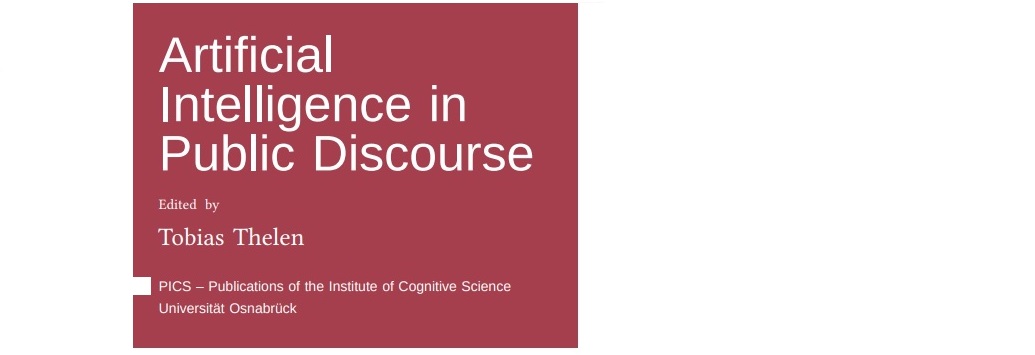 Artificial
Intelligence in
Public Discourse
Edited by
Tobias Thelen
PICS – Publications of the Institute of Cognitive Science
Universität Osnabrück